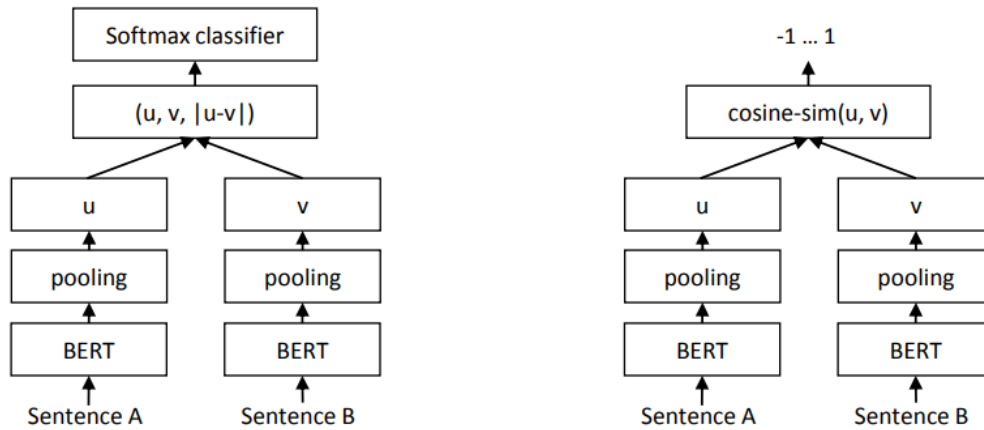 Softmax classifier
(u, v, |u-v|)
u
v
pooling
pooling
BERT
BERT
Sentence A
Sentence B
-1 … 1
cosine-sim(u, v)
u
v
pooling
pooling
BERT
BERT
Sentence A
Sentence B